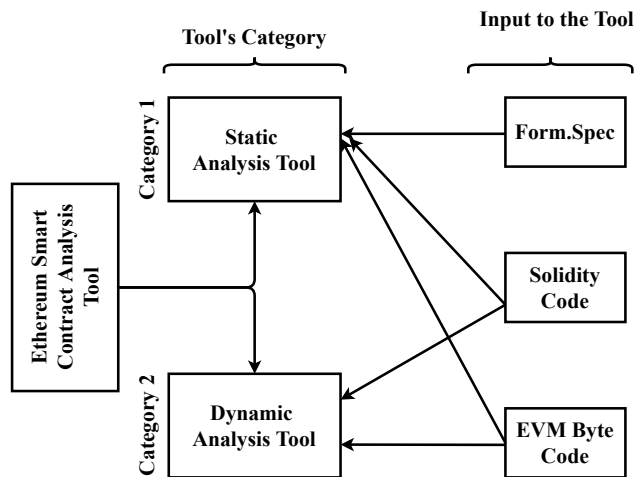 Input to the Tool
Tool's Category
Category 1
Static
Analysis Tool
Form.Spec
Ethereum Smart
Contract Analysis
Tool
Solidity
Code
Category 2
Dynamic
Analysis Tool
EVM Byte
Code